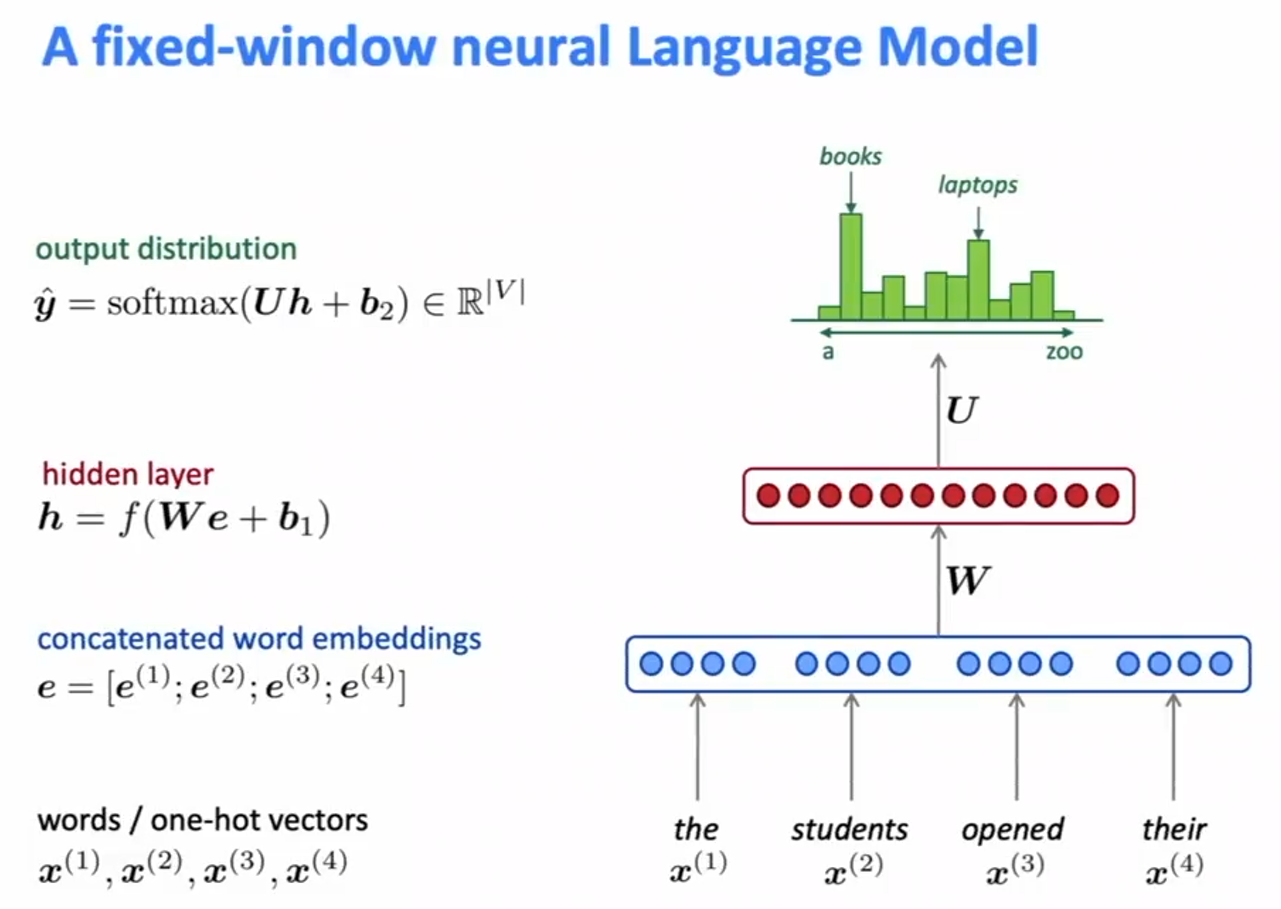 A fixed-window neural Language Model
books
laptops
output distribution
ŷ = softmax(Uh + b₂) ∈ ℝ|V|
a zoo
U
hidden layer
h = f(We + b₁)
W
concatenated word embeddings
e = [e(1); e(2); e(3); e(4)]
words / one-hot vectors
x(1), x(2), x(3), x(4)
the students opened their
x(1) x(2) x(3) x(4)